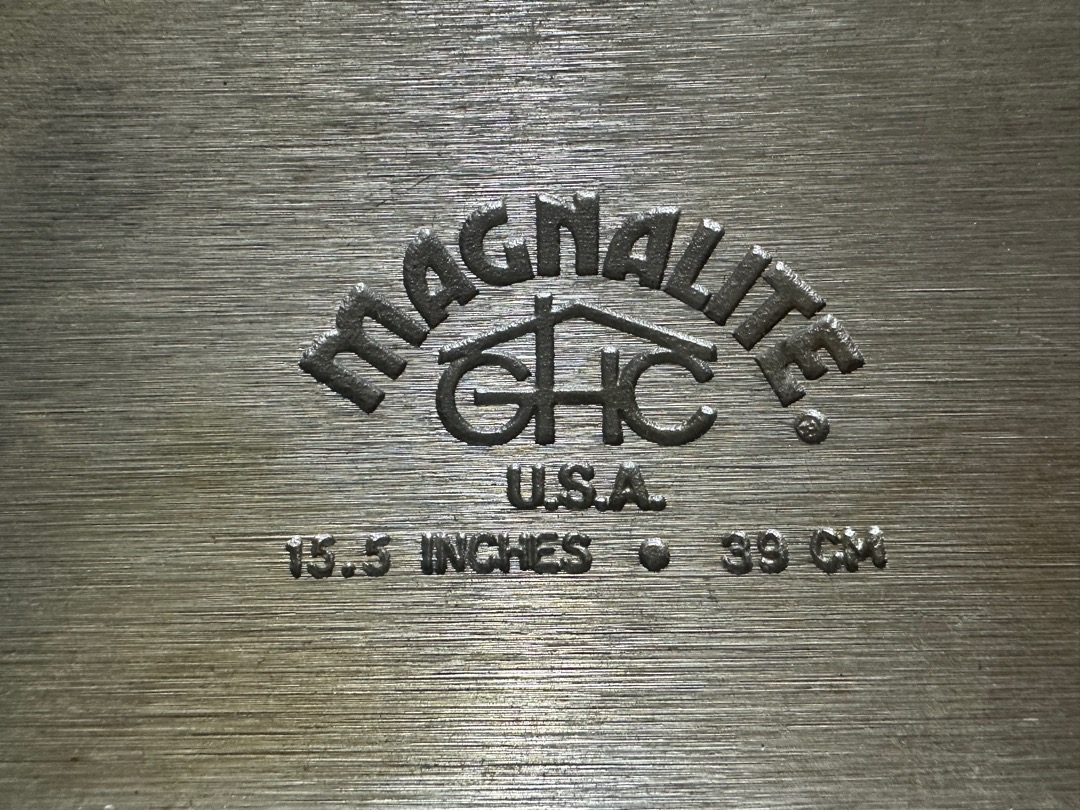 MAGNALITE®
GHC
U.S.A.
15.5 INCHES • 39 CM